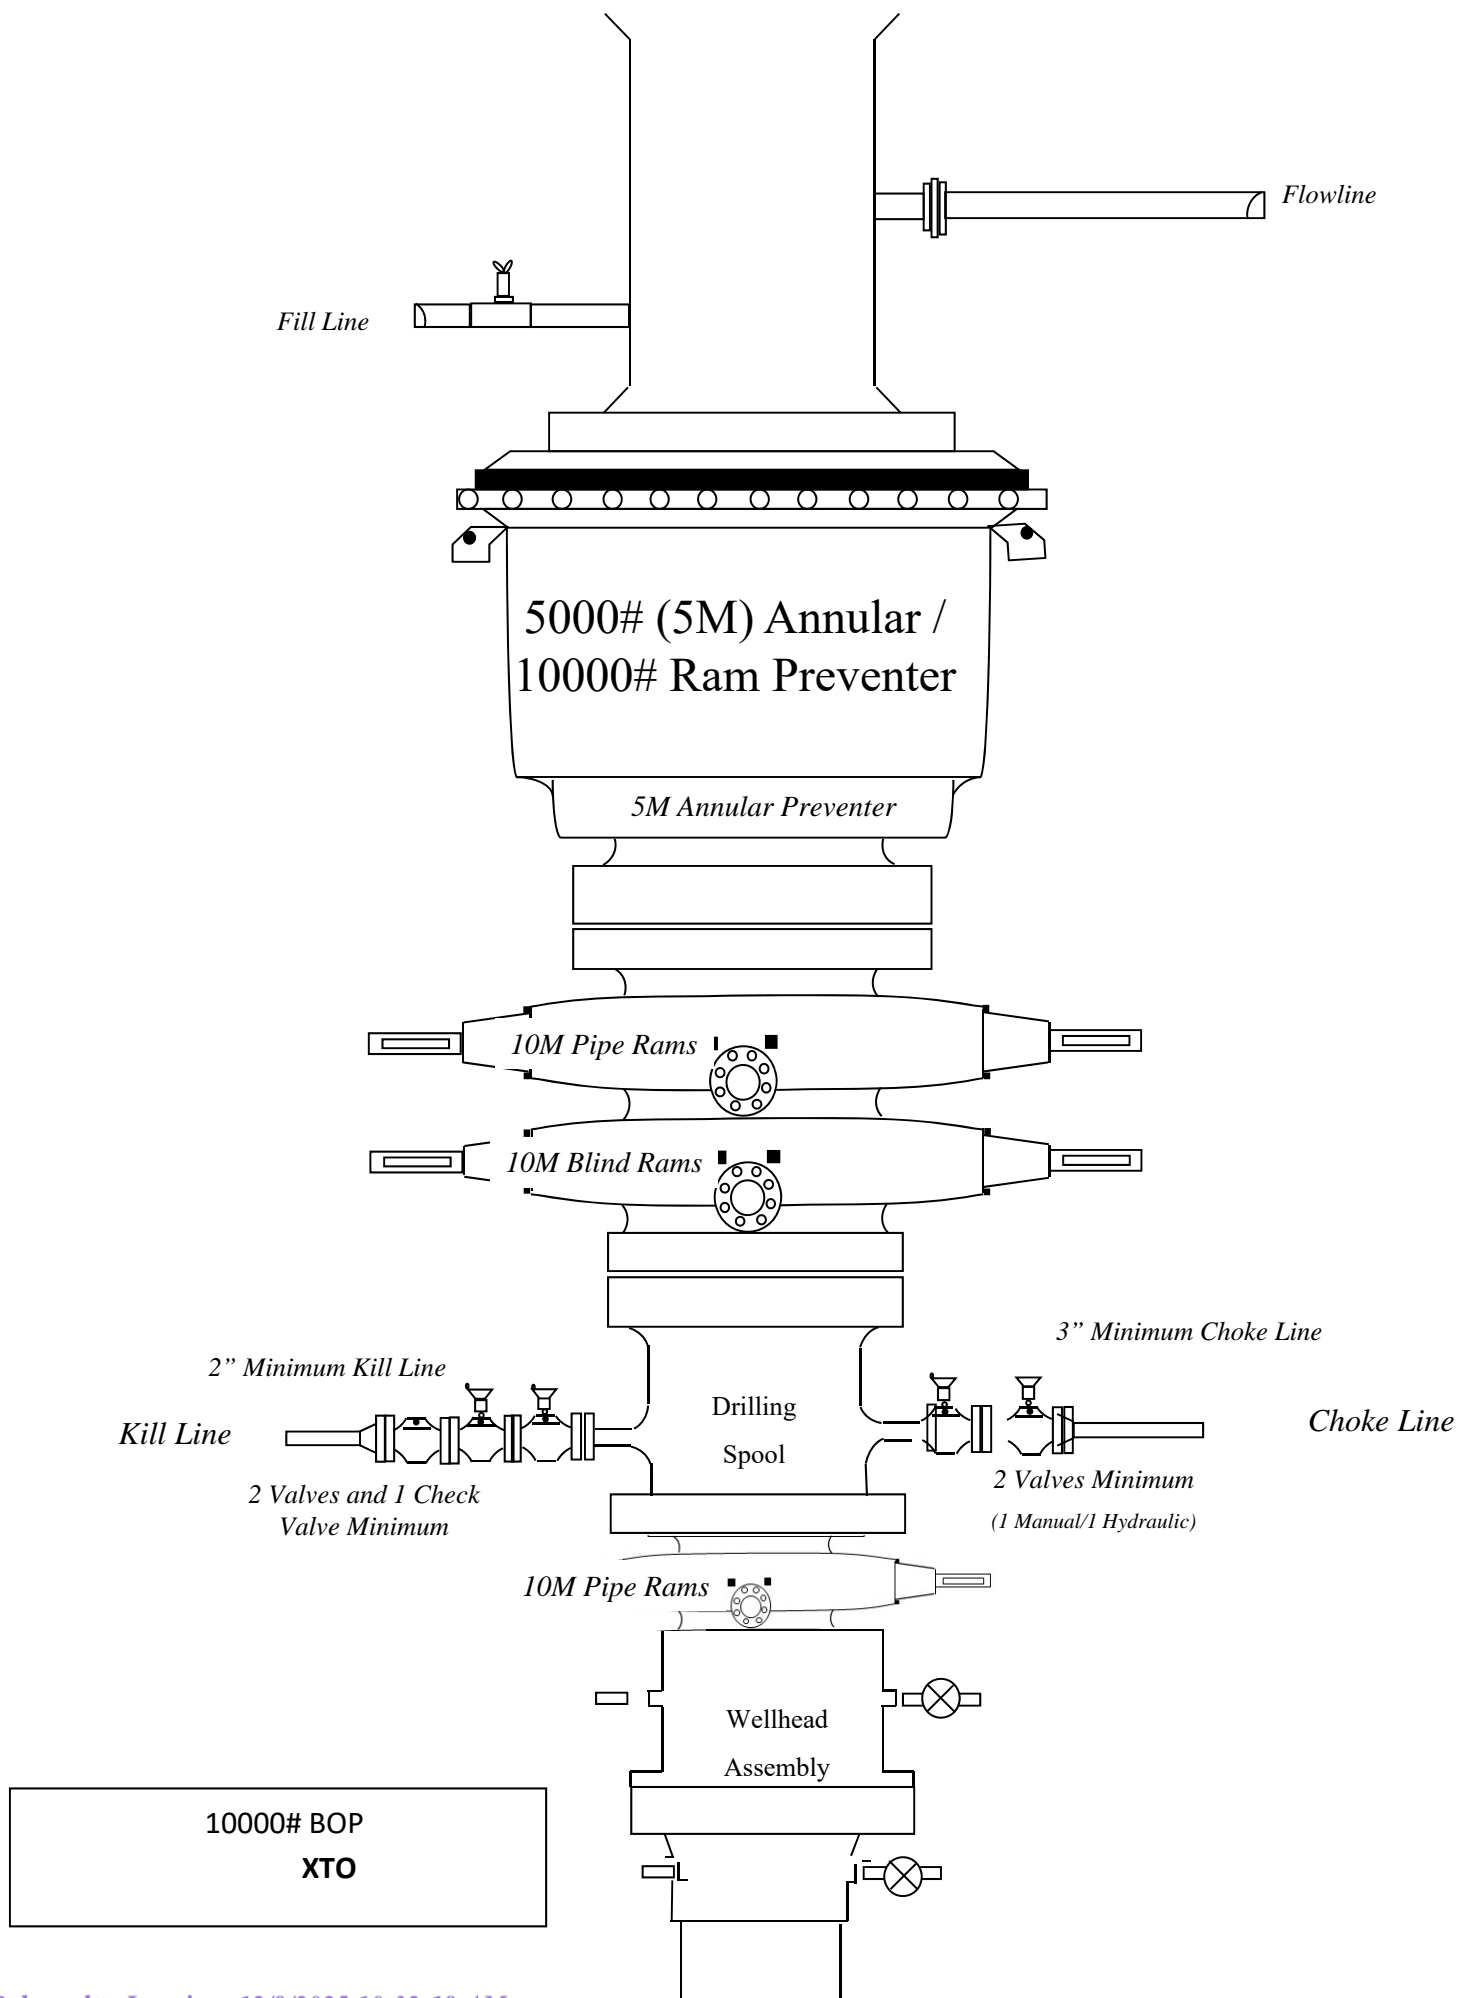 Flowline
Fill Line
5000# (5M) Annular /
10000# Ram Preventer
5M Annular Preventer
10M Pipe Rams
10M Blind Rams
3” Minimum Choke Line
2” Minimum Kill Line
Drilling
Spool
Kill Line
Choke Line
2 Valves and 1 Check
Valve Minimum
2 Valves Minimum
(1 Manual/1 Hydraulic)
10M Pipe Rams
Wellhead
Assembly
10000# BOP
XTO